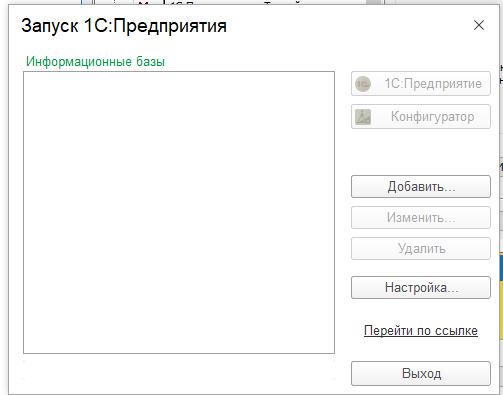 Запуск 1С:Предприятия
Информационные базы
1С:Предприятие
Конфигуратор
Добавить...
Изменить...
Удалить
Настройка...
Перейти по ссылке
Выход